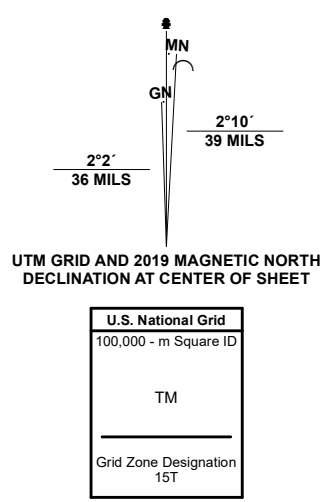 MN
GN
2°10´
39 MILS
2°2´
36 MILS
UTM GRID AND 2019 MAGNETIC NORTH
DECLINATION AT CENTER OF SHEET
U.S. National Grid
100,000 - m Square ID
TM
Grid Zone Designation
15T